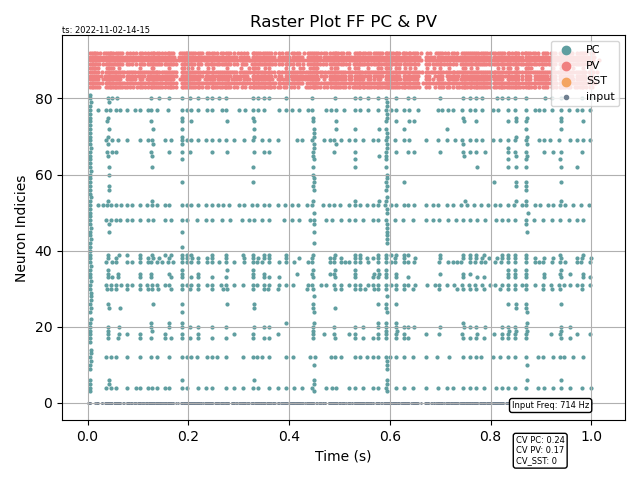 Raster Plot FF PC & PV
ts: 2022-11-02-14-15
PC
PV
SST
input
80
60
40
20
0
Neuron Indicies
Input Freq: 714 Hz
0.0 0.2 0.4 0.6 0.8 1.0
Time (s)
CV PC: 0.24
CV PV: 0.17
CV_SST: 0